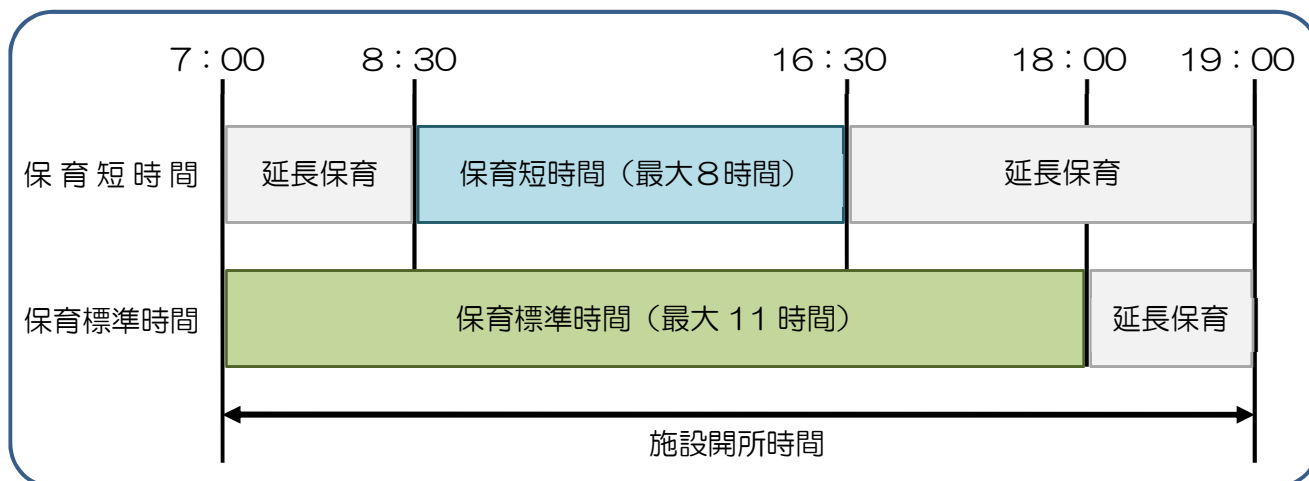 7：00 8：30 16：30 18：00 19：00
保育短時間 延長保育 保育短時間（最大８時間） 延長保育
保育標準時間 保育標準時間（最大 11 時間） 延長保育
施設開所時間